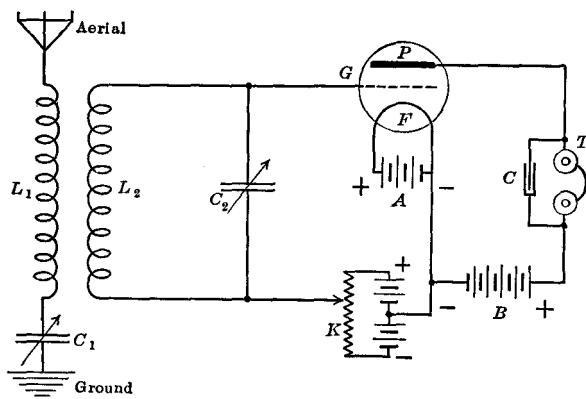 Aerial
G
P
F
T
L1
L2
C2
+
A
−
C
+
K
−
B
+
−
C1
Ground